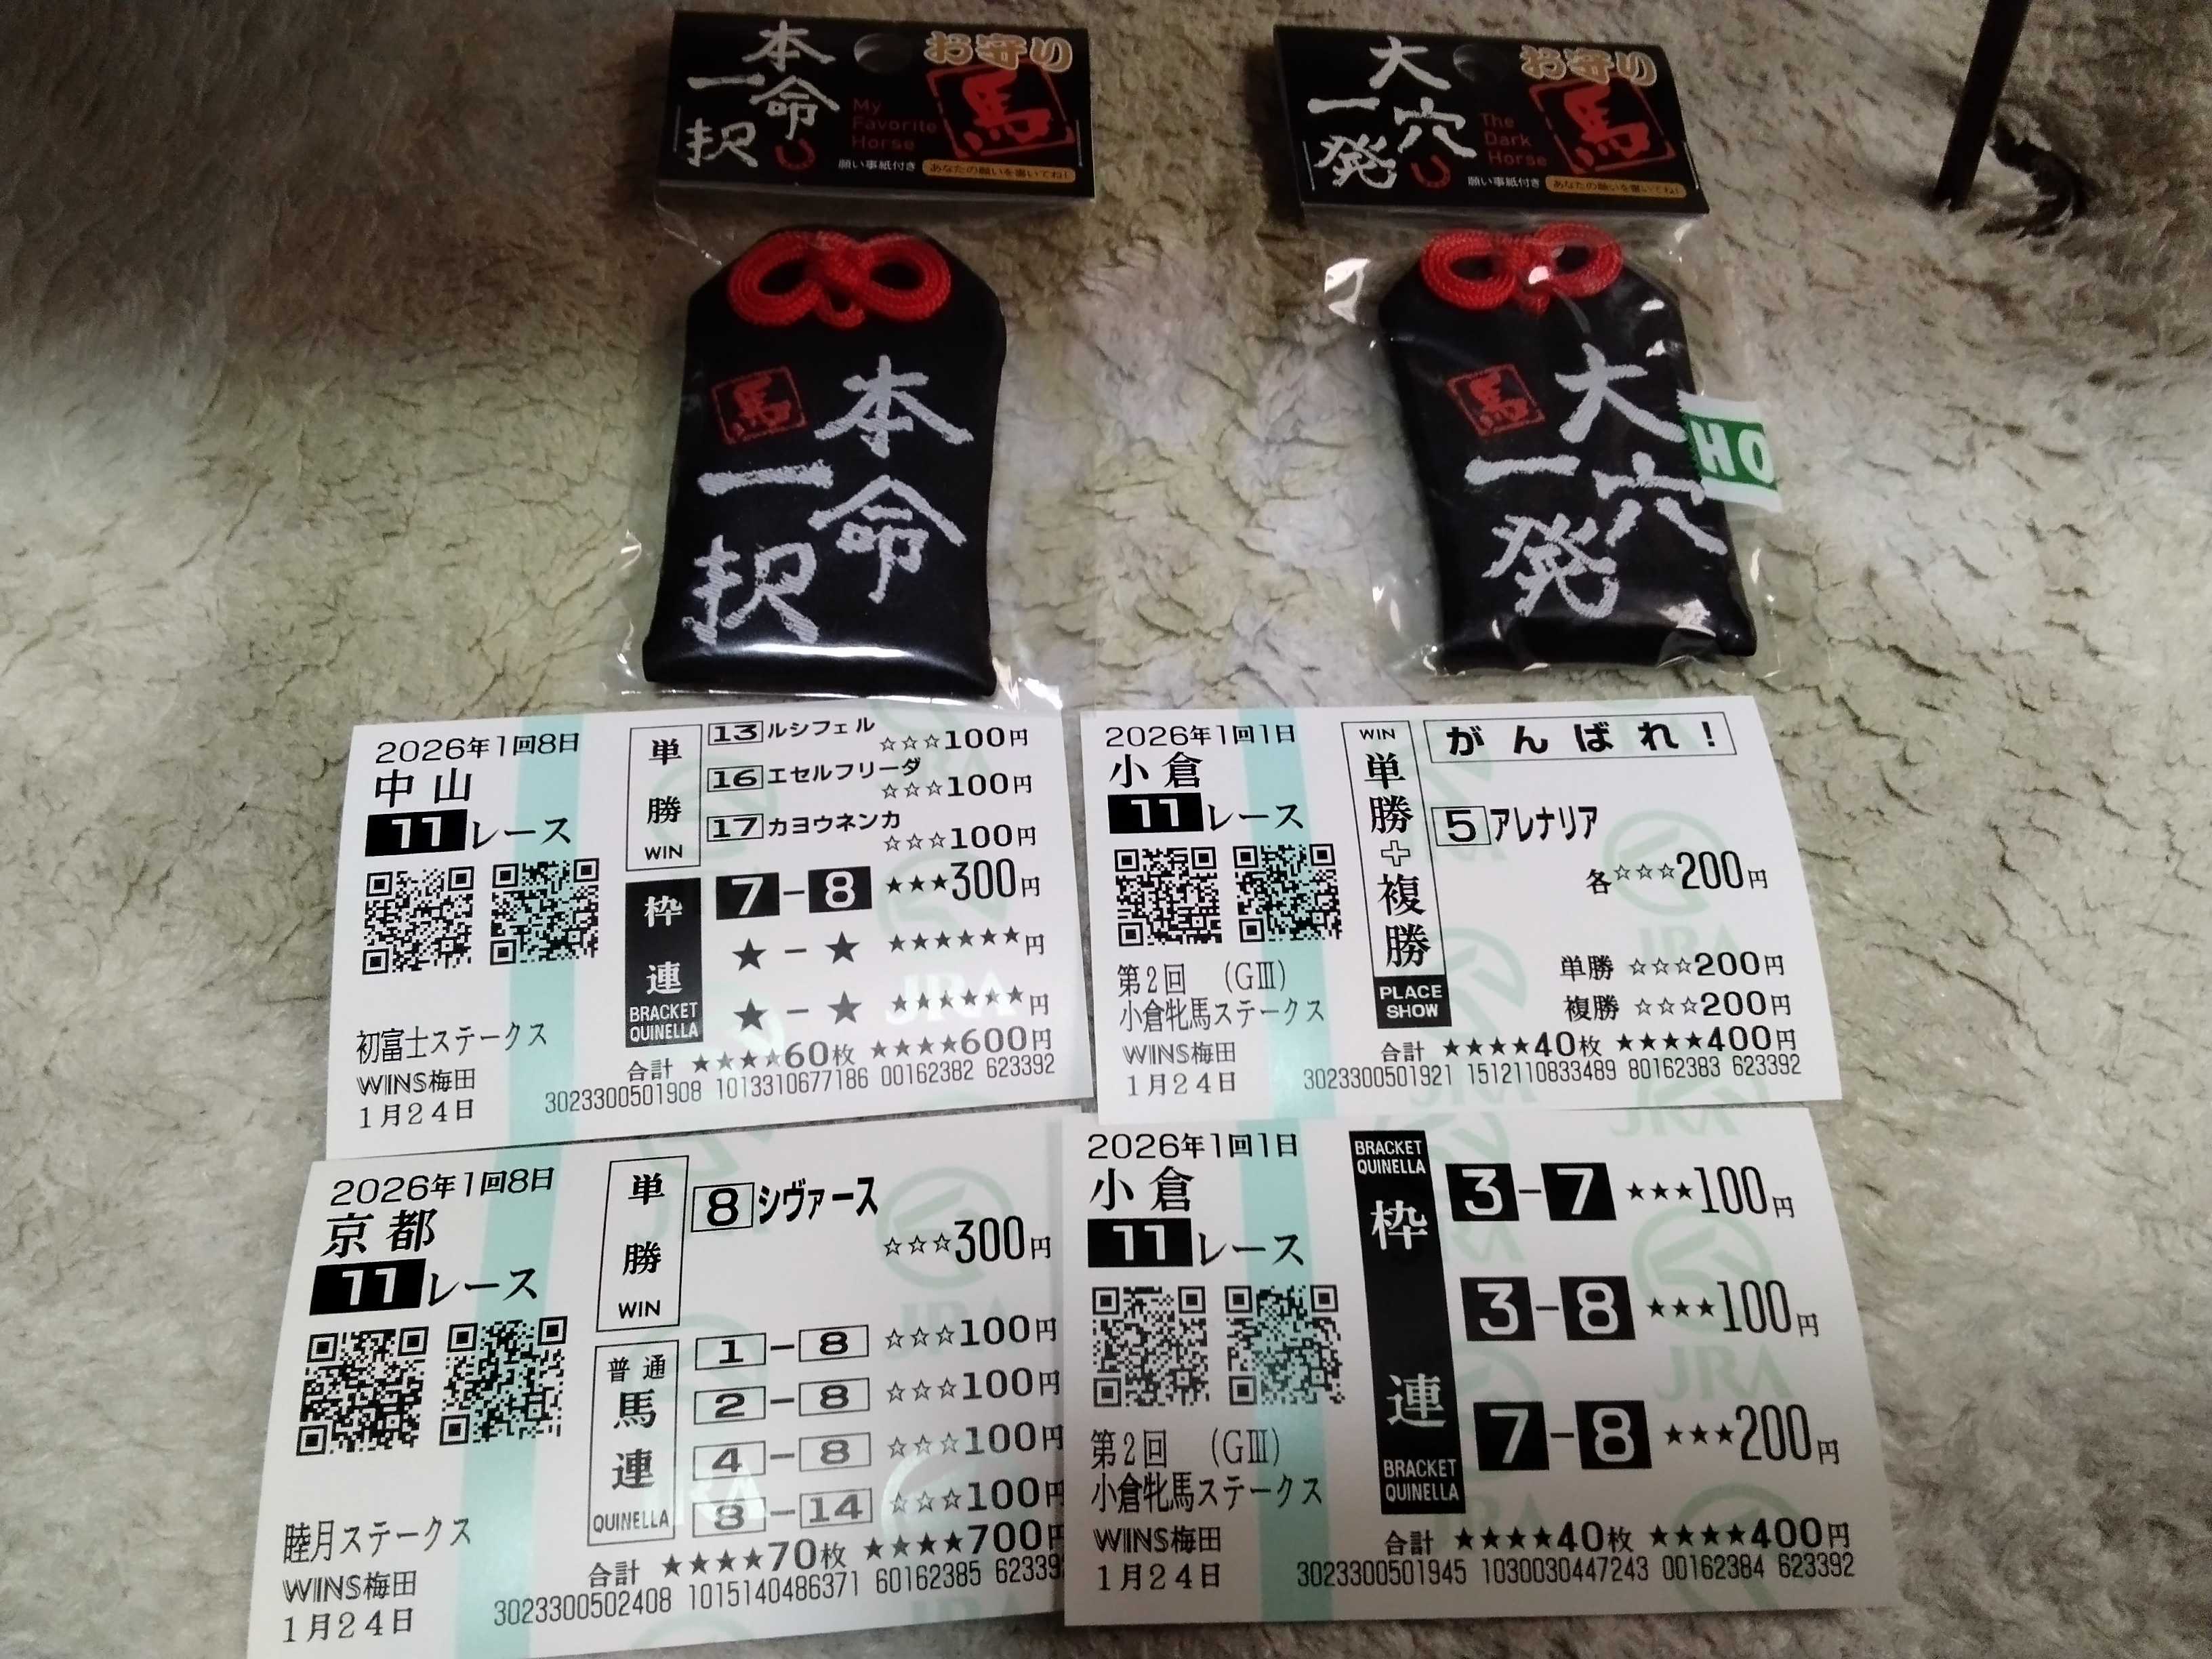 本命
一択
お守り
馬
My
Favorite
Horse
願い事紙付き
あなたの願いを書いてね!
大穴
一発
お守り
馬
The
Dark
Horse
願い事紙付き
あなたの願いを書いてね!
馬
本命
一択
馬
大穴
一発
HO
2026年1回8日
中山
11レース
初富士ステークス
WINS梅田
1月24日
単勝
WIN
13 ルシフェル
☆☆☆100円
16 エセルフリーダ
☆☆☆100円
17 カヨウネンカ
☆☆☆100円
枠連
BRACKET
QUINELLA
7-8 ★★★300円
★-★ ★★★★★★円
★-★ ★★★★★★円
合計 ★★★★60枚 ★★★★600円
3023300501908 1013310677186 00162382 623392
JRA
2026年1回1日
小倉
11レース
第2回 (GⅢ)
小倉牝馬ステークス
WINS梅田
1月24日
WIN
単勝+複勝
PLACE
SHOW
がんばれ!
5 アレナリア
各☆☆☆200円
単勝 ☆☆☆200円
複勝 ☆☆☆200円
合計 ★★★★40枚 ★★★★400円
3023300501921 1512110833489 80162383 623392
JRA
2026年1回8日
京都
11レース
睦月ステークス
WINS梅田
1月24日
単勝
WIN
8 シヴァース
☆☆☆300円
普通
馬連
QUINELLA
1-8 ☆☆☆100円
2-8 ☆☆☆100円
4-8 ☆☆☆100円
8-14 ☆☆☆100円
合計 ★★★★70枚 ★★★★700円
3023300502408 1015140486371 60162385 623392
JRA
2026年1回1日
小倉
11レース
第2回 (GⅢ)
小倉牝馬ステークス
WINS梅田
1月24日
BRACKET
QUINELLA
枠連
BRACKET
QUINELLA
3-7 ★★★100円
3-8 ★★★100円
7-8 ★★★200円
合計 ★★★★40枚 ★★★★400円
3023300501945 1030030447243 00162384 623392
JRA